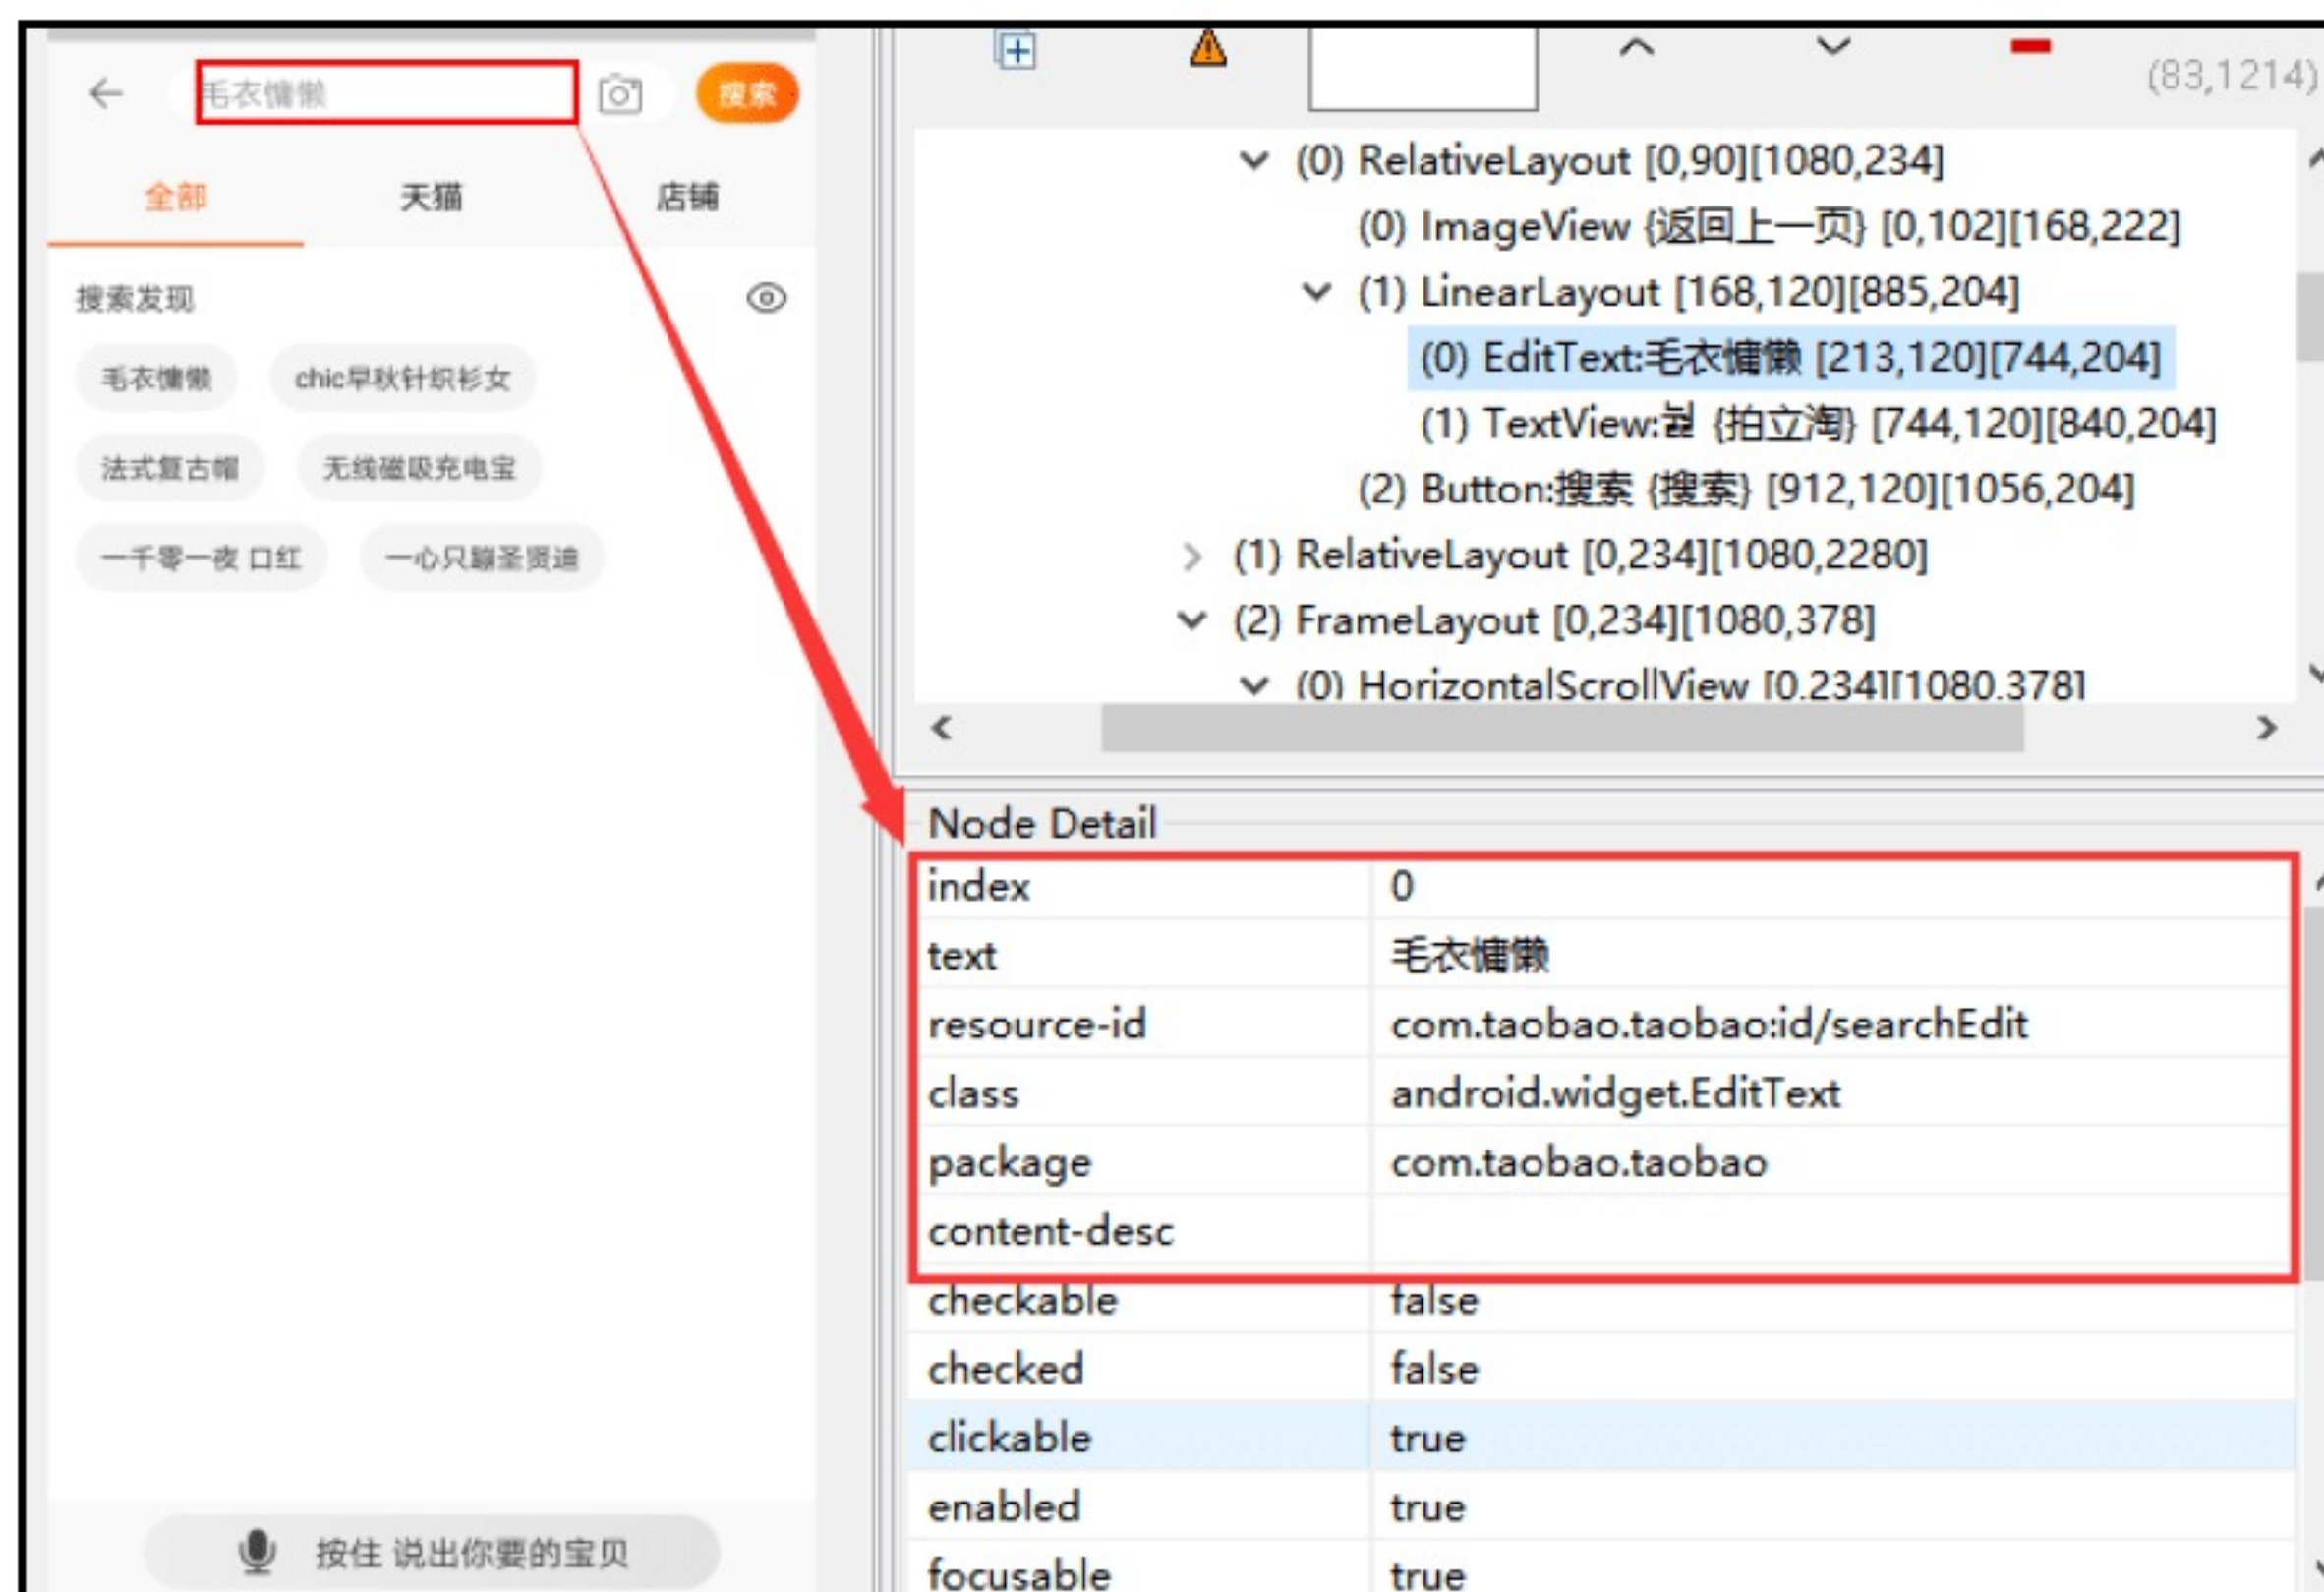 毛衣慵懒
搜索
全部 天猫 店铺
搜索发现
毛衣慵懒 chic早秋针织衫女
法式复古帽 无线磁吸充电宝
一千零一夜 口红 一心只蹦圣贤迪
按住 说出你要的宝贝
(83,1214)
(0) RelativeLayout [0,90][1080,234]
(0) ImageView {返回上一页} [0,102][168,222]
(1) LinearLayout [168,120][885,204]
(0) EditText:毛衣慵懒 [213,120][744,204]
(1) TextView: {拍立淘} [744,120][840,204]
(2) Button:搜索 {搜索} [912,120][1056,204]
(1) RelativeLayout [0,234][1080,2280]
(2) FrameLayout [0,234][1080,378]
(0) HorizontalScrollView [0,234][1080,378]
Node Detail
index 0
text 毛衣慵懒
resource-id com.taobao.taobao:id/searchEdit
class android.widget.EditText
package com.taobao.taobao
content-desc
checkable false
checked false
clickable true
enabled true
focusable true